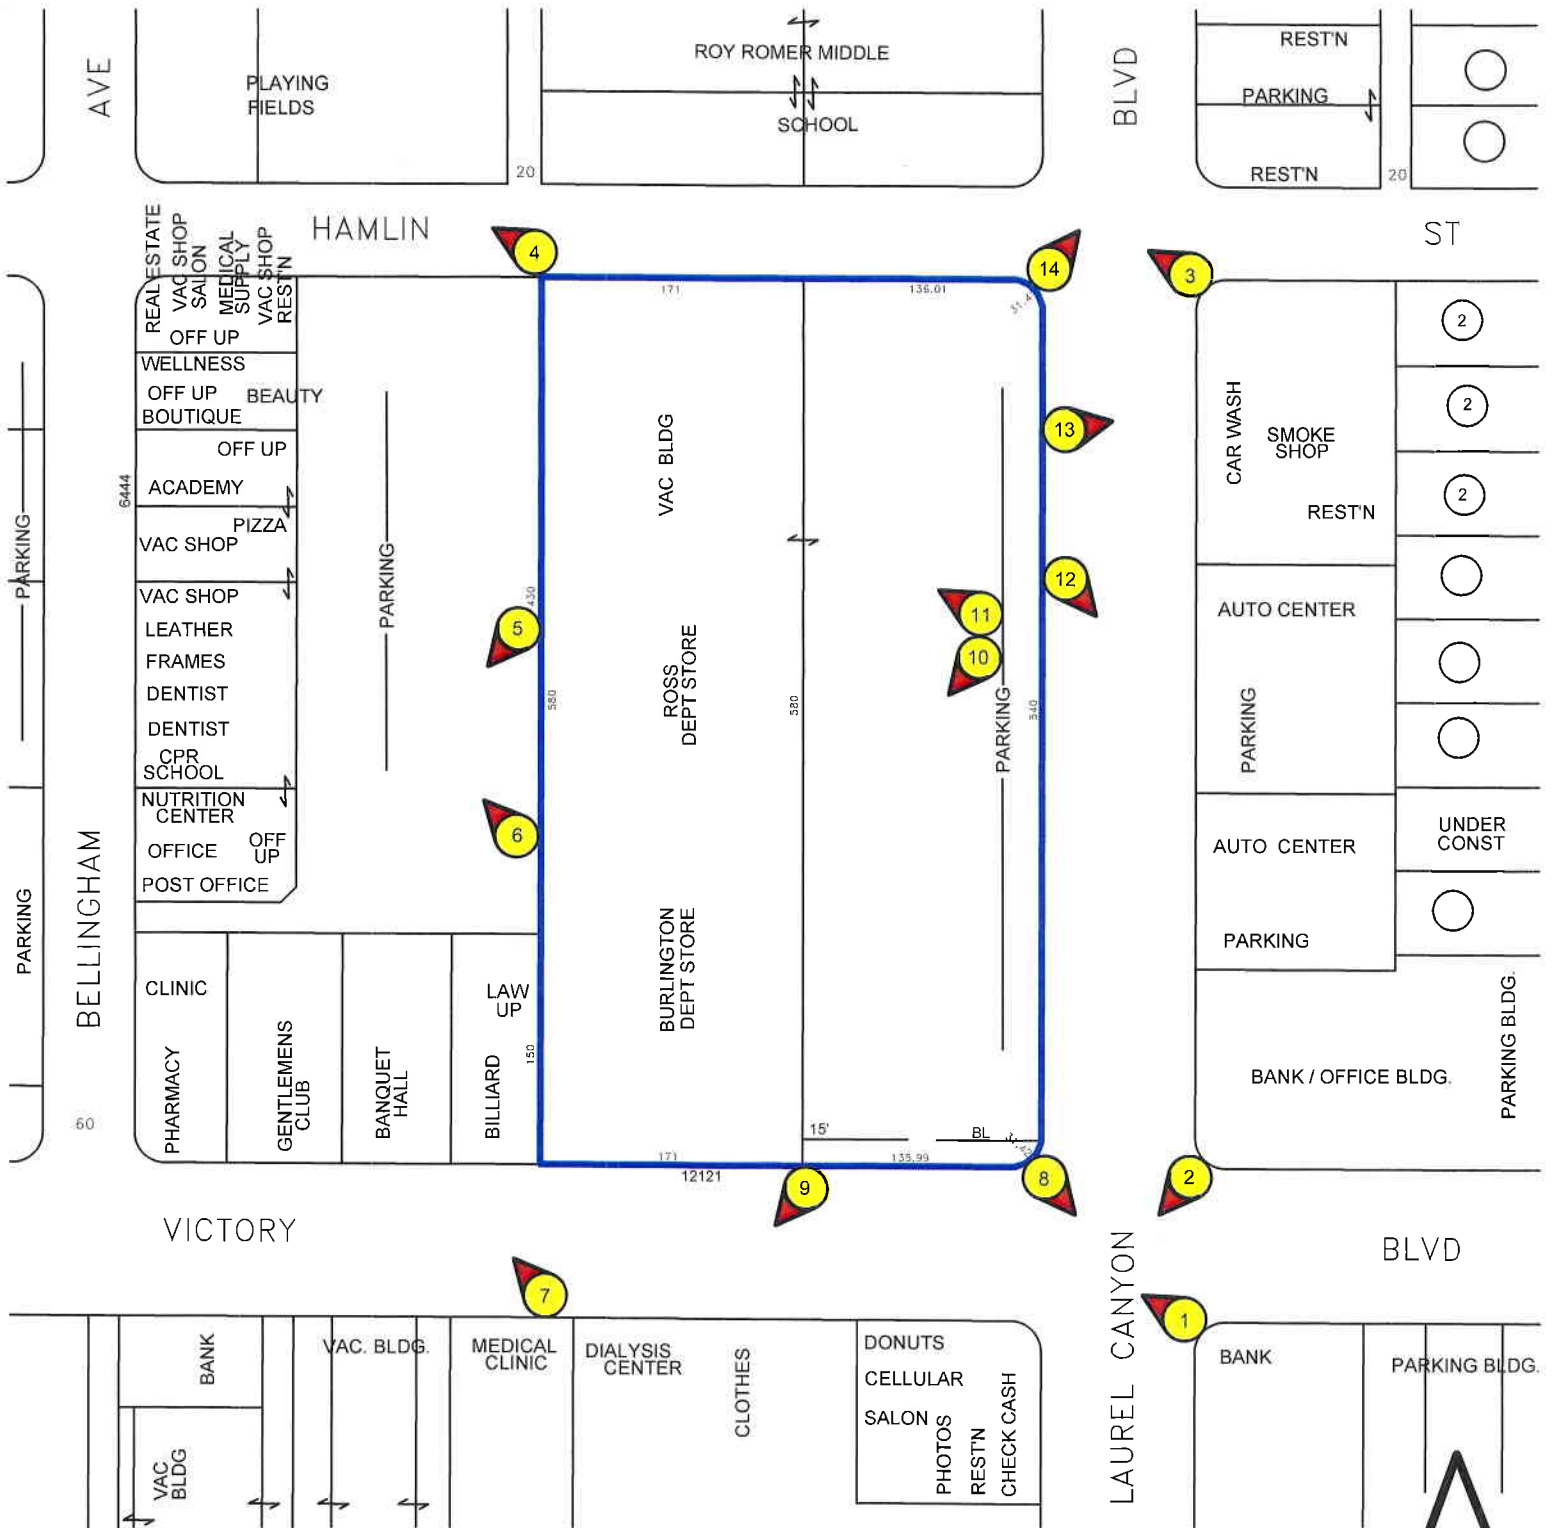 AVE
PLAYING
FIELDS
20
ROY ROMER MIDDLE
SCHOOL
BLVD
REST'N
PARKING
REST'N
20
HAMLIN
ST
4
14
3
REAL ESTATE
VAC SHOP
SALON
MEDICAL
SUPPLY
VAC SHOP
REST'N
OFF UP
WELLNESS
OFF UP
BEAUTY
BOUTIQUE
OFF UP
ACADEMY
6444
PIZZA
VAC SHOP
VAC SHOP
LEATHER
FRAMES
DENTIST
DENTIST
CPR
SCHOOL
NUTRITION
CENTER
OFFICE
OFF
UP
POST OFFICE
PARKING
PARKING
PARKING
BELLINGHAM
60
171
136.01
VAC BLDG
430
580
5
6
ROSS
DEPT STORE
580
BURLINGTON
DEPT STORE
13
12
11
10
PARKING
540
CAR WASH
SMOKE
SHOP
REST'N
2
2
2
AUTO CENTER
PARKING
AUTO CENTER
UNDER
CONST
PARKING
PARKING BLDG.
BANK / OFFICE BLDG.
CLINIC
PHARMACY
GENTLEMENS
CLUB
BANQUET
HALL
LAW
UP
BILLIARD
150
15'
BL
31.42
171
135.99
12121
9
8
2
VICTORY
BLVD
7
1
LAUREL CANYON
BANK
VAC. BLDG.
MEDICAL
CLINIC
DIALYSIS
CENTER
CLOTHES
DONUTS
CELLULAR
SALON
PHOTOS
REST'N
CHECK CASH
BANK
PARKING BLDG.
VAC
BLDG